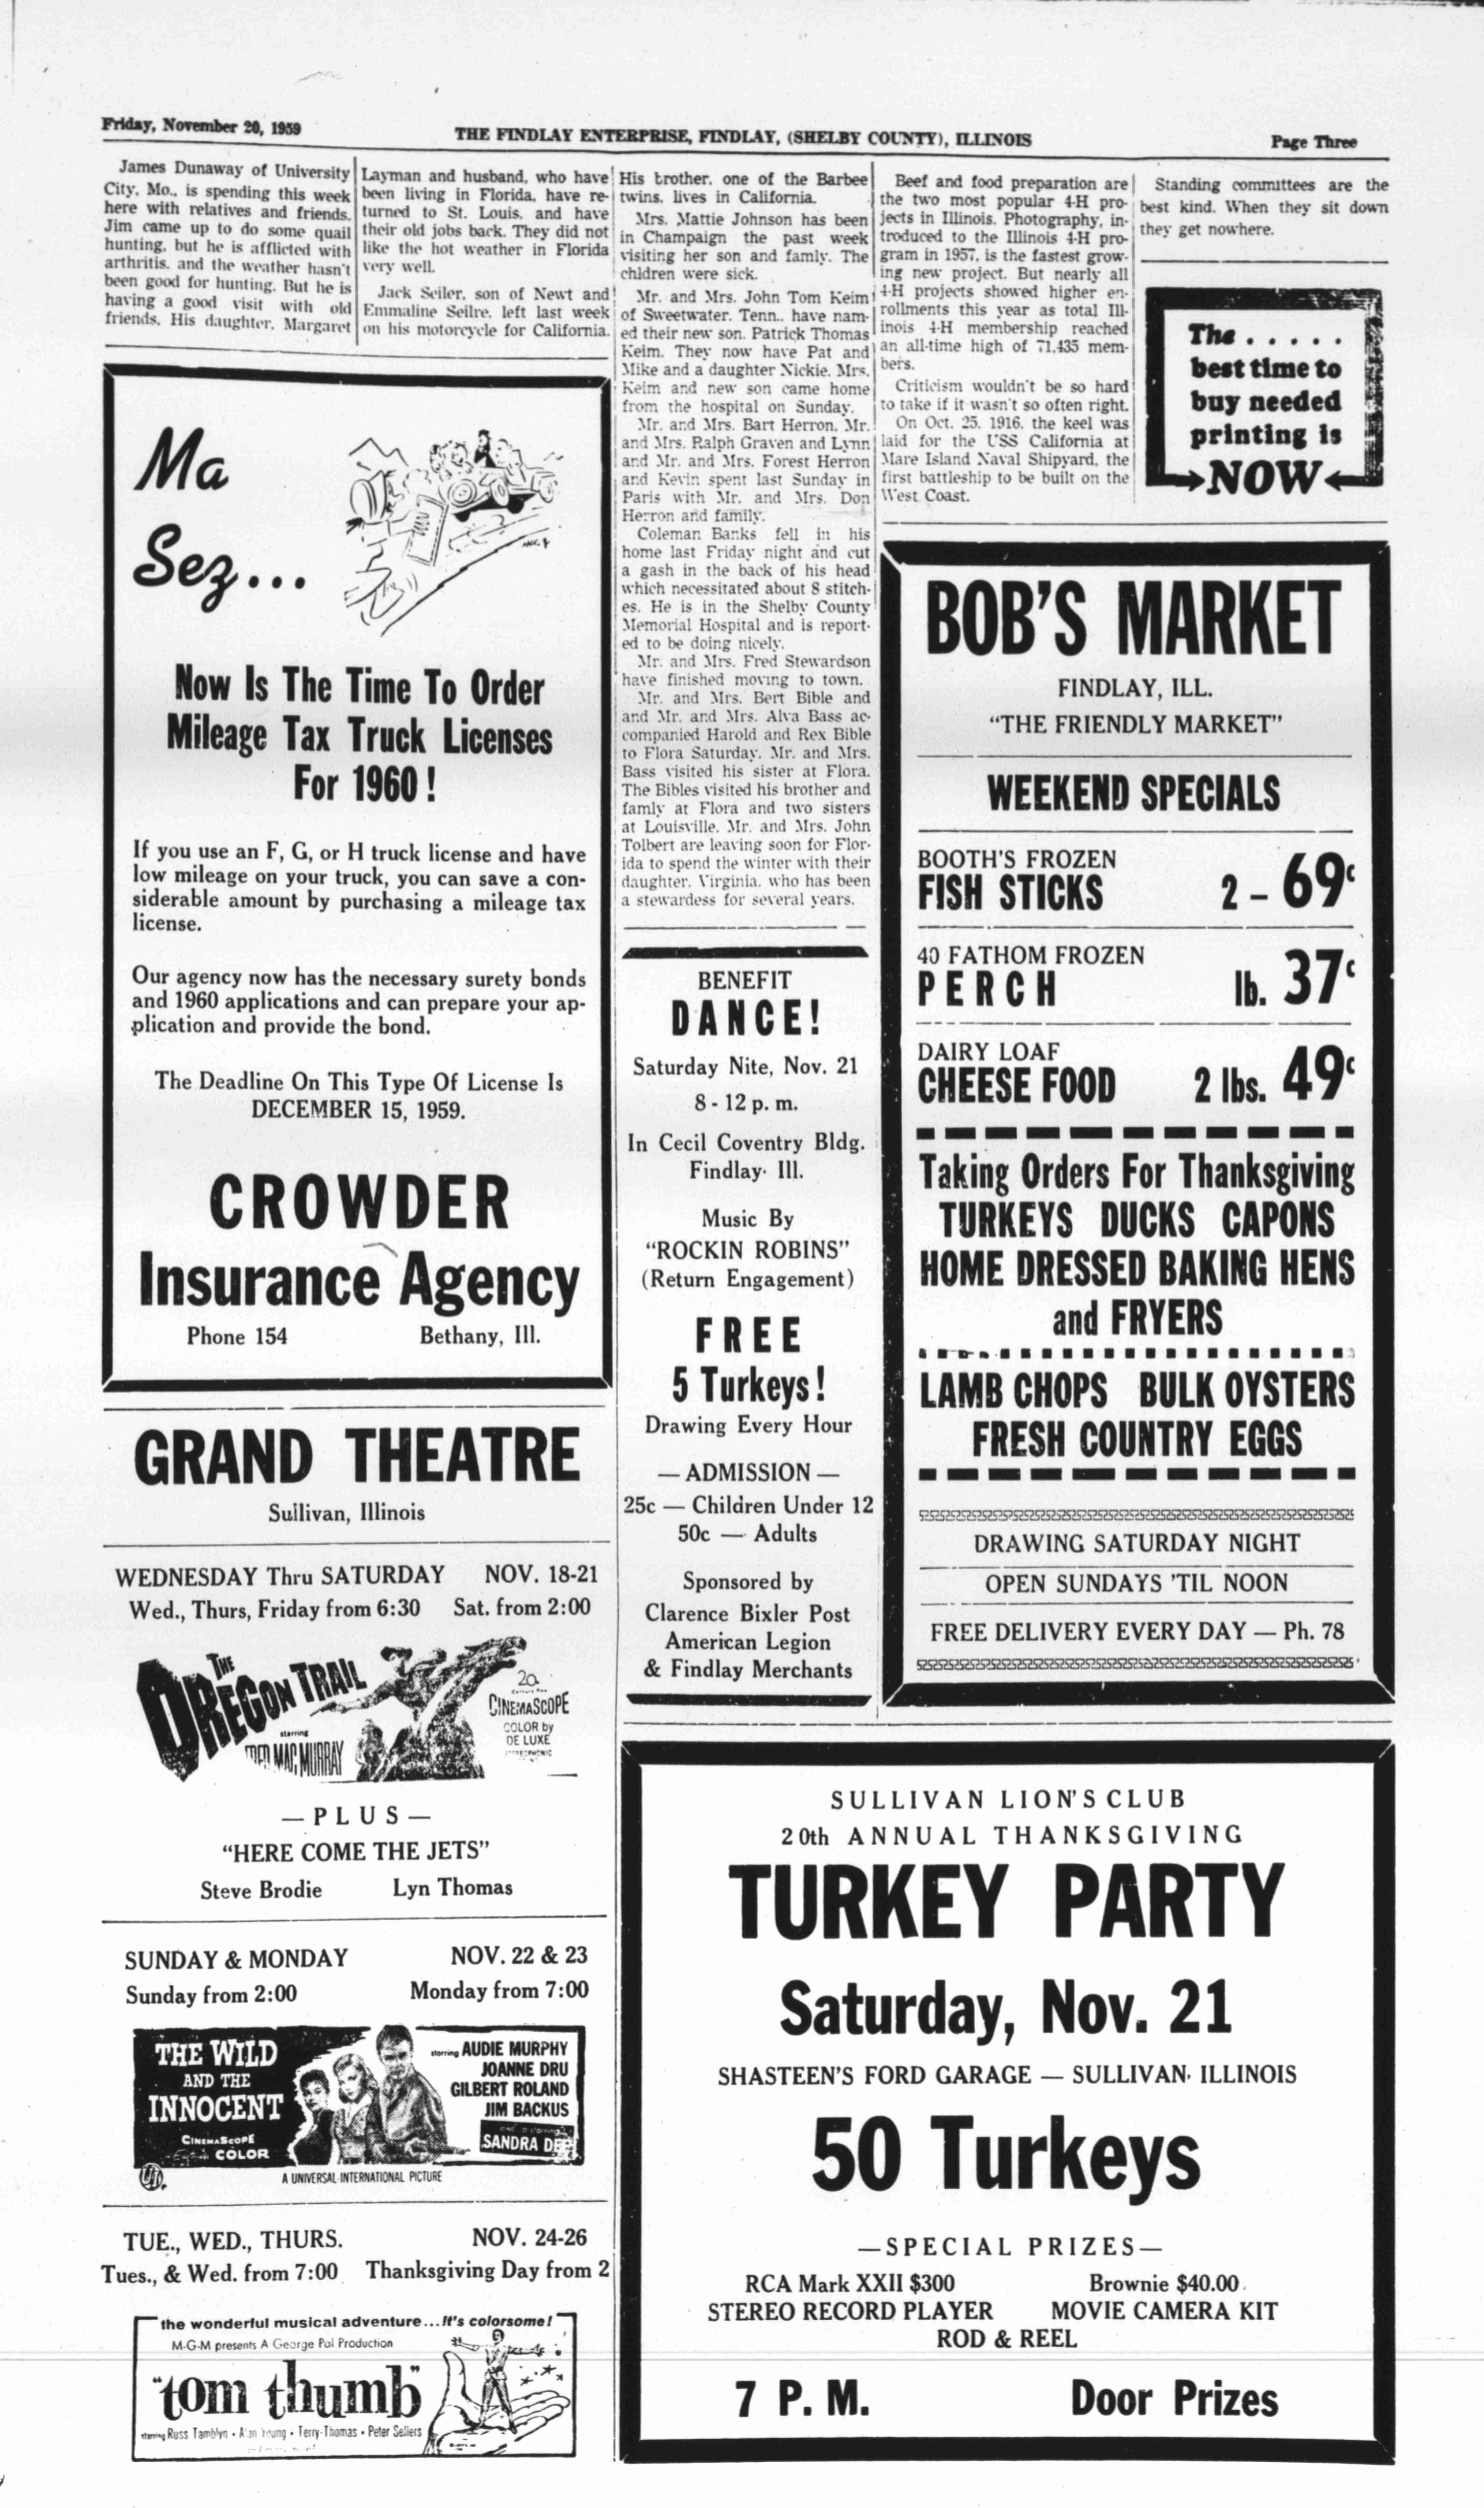 Friday, November 20, 1959
THE FINDLAY ENTERPRISE, FINDLAY, (SHELBY COUNTY), ILLINOIS
Page Three
James Dunaway of University
City, Mo., is spending this week
here with relatives and friends.
Jim came up to do some quail
hunting, but he is afflicted with
arthritis, and the weather hasn't
been good for hunting. But he is
having a good visit with old
friends. His daughter, Margaret
Layman and husband, who have
been living in Florida, have re-
turned to St. Louis, and have
their old jobs back. They did not
like the hot weather in Florida
very well.
Jack Seiler, son of Newt and
Emmaline Seilre, left last week
on his motorcycle for California.
His brother, one of the Barbee
twins, lives in California.
Mrs. Mattie Johnson has been
in Champaign the past week
visiting her son and famly. The
chldren were sick.
Mr. and Mrs. John Tom Keim
of Sweetwater, Tenn., have nam-
ed their new son, Patrick Thomas
Keim. They now have Pat and
Mike and a daughter Nickie. Mrs.
Keim and new son came home
from the hospital on Sunday.
Mr. and Mrs. Bart Herron, Mr.
and Mrs. Ralph Graven and Lynn
and Mr. and Mrs. Forest Herron
and Kevin spent last Sunday in
Paris with Mr. and Mrs. Don
Herron and family.
Coleman Banks fell in his
home last Friday night and cut
a gash in the back of his head
which necessitated about 8 stitch-
es. He is in the Shelby County
Memorial Hospital and is report-
ed to be doing nicely.
Mr. and Mrs. Fred Stewardson
have finished moving to town.
Mr. and Mrs. Bert Bible and
and Mr. and Mrs. Alva Bass ac-
companied Harold and Rex Bible
to Flora Saturday. Mr. and Mrs.
Bass visited his sister at Flora.
The Bibles visited his brother and
famly at Flora and two sisters
at Louisville. Mr. and Mrs. John
Tolbert are leaving soon for Flor-
ida to spend the winter with their
daughter, Virginia, who has been
a stewardess for several years.
Beef and food preparation are
the two most popular 4-H pro-
jects in Illinois. Photography, in-
troduced to the Illinois 4-H pro-
gram in 1957, is the fastest grow-
ing new project. But nearly all
4-H projects showed higher en-
rollments this year as total Ill-
inois 4-H membership reached
an all-time high of 71,435 mem-
bers.
Criticism wouldn't be so hard
to take if it wasn't so often right.
On Oct. 25, 1916, the keel was
laid for the USS California at
Mare Island Naval Shipyard, the
first battleship to be built on the
West Coast.
Standing committees are the
best kind. When they sit down
they get nowhere.
The . . . . .
best time to
buy needed
printing is
NOW
Ma
Sez...
Now Is The Time To Order
Mileage Tax Truck Licenses
For 1960 !
If you use an F, G, or H truck license and have
low mileage on your truck, you can save a con-
siderable amount by purchasing a mileage tax
license.
Our agency now has the necessary surety bonds
and 1960 applications and can prepare your ap-
plication and provide the bond.
The Deadline On This Type Of License Is
DECEMBER 15, 1959.
CROWDER
Insurance Agency
Phone 154 Bethany, Ill.
GRAND THEATRE
Sullivan, Illinois
WEDNESDAY Thru SATURDAY NOV. 18-21
Wed., Thurs, Friday from 6:30 Sat. from 2:00
THE
OREGON TRAIL
starring
FRED MAC MURRAY
20.
CINEMASCOPE
COLOR by
DE LUXE
— P L U S —
"HERE COME THE JETS"
Steve Brodie Lyn Thomas
SUNDAY & MONDAY NOV. 22 & 23
Sunday from 2:00 Monday from 7:00
THE WILD
AND THE
INNOCENT
CINEMASCOPE
COLOR
starring AUDIE MURPHY
JOANNE DRU
GILBERT ROLAND
JIM BACKUS
SANDRA DEE
A UNIVERSAL-INTERNATIONAL PICTURE
TUE., WED., THURS. NOV. 24-26
Tues., & Wed. from 7:00 Thanksgiving Day from 2
the wonderful musical adventure...It's colorsome!
M-G-M presents A George Pal Production
"tom thumb"
starring Russ Tamblyn • Alan Young • Terry-Thomas • Peter Sellers
BENEFIT
DANCE!
Saturday Nite, Nov. 21
8 - 12 p. m.
In Cecil Coventry Bldg.
Findlay, Ill.
Music By
"ROCKIN ROBINS"
(Return Engagement)
FREE
5 Turkeys!
Drawing Every Hour
— ADMISSION —
25c — Children Under 12
50c — Adults
Sponsored by
Clarence Bixler Post
American Legion
& Findlay Merchants
BOB'S MARKET
FINDLAY, ILL.
"THE FRIENDLY MARKET"
WEEKEND SPECIALS
BOOTH'S FROZEN
FISH STICKS 2 - 69c
40 FATHOM FROZEN
PERCH lb. 37c
DAIRY LOAF
CHEESE FOOD 2 lbs. 49c
Taking Orders For Thanksgiving
TURKEYS DUCKS CAPONS
HOME DRESSED BAKING HENS
and FRYERS
LAMB CHOPS BULK OYSTERS
FRESH COUNTRY EGGS
DRAWING SATURDAY NIGHT
OPEN SUNDAYS 'TIL NOON
FREE DELIVERY EVERY DAY — Ph. 78
SULLIVAN LION'S CLUB
20th ANNUAL THANKSGIVING
TURKEY PARTY
Saturday, Nov. 21
SHASTEEN'S FORD GARAGE — SULLIVAN, ILLINOIS
50 Turkeys
—SPECIAL PRIZES—
RCA Mark XXII $300 Brownie $40.00
STEREO RECORD PLAYER MOVIE CAMERA KIT
ROD & REEL
7 P. M. Door Prizes